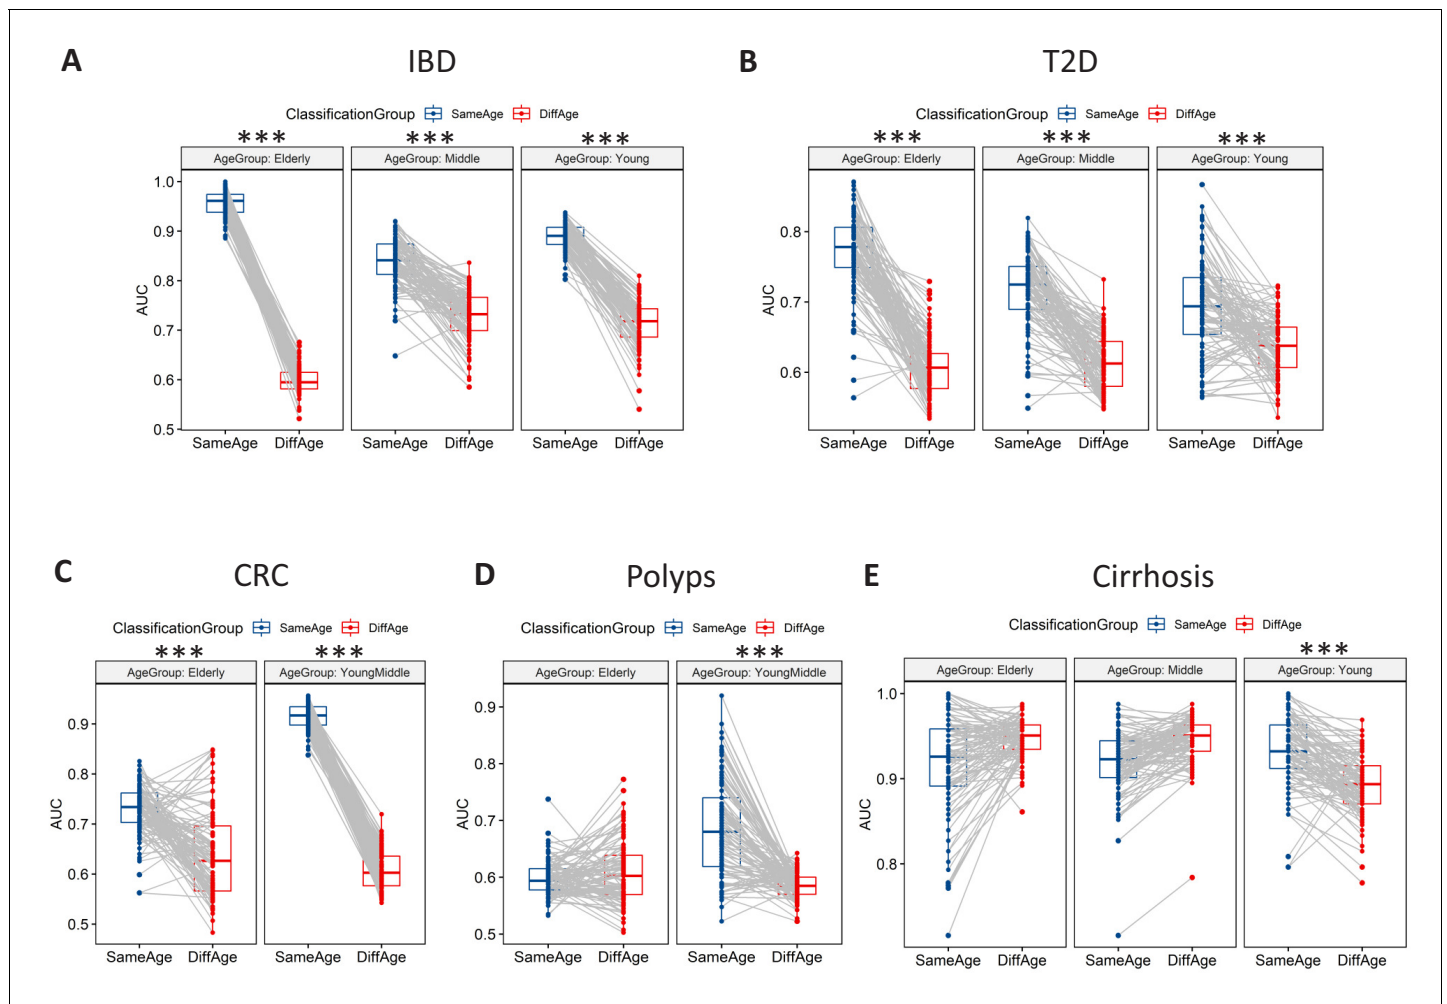 A
IBD
ClassificationGroup SameAge DiffAge
*** *** ***
AgeGroup: Elderly AgeGroup: Middle AgeGroup: Young
1.0
0.9
0.8
0.7
0.6
0.5
AUC
SameAge DiffAge SameAge DiffAge SameAge DiffAge
B
T2D
ClassificationGroup SameAge DiffAge
*** *** ***
AgeGroup: Elderly AgeGroup: Middle AgeGroup: Young
0.8
0.7
0.6
AUC
SameAge DiffAge SameAge DiffAge SameAge DiffAge
C
CRC
ClassificationGroup SameAge DiffAge
*** ***
AgeGroup: Elderly AgeGroup: YoungMiddle
0.9
0.8
0.7
0.6
0.5
AUC
SameAge DiffAge SameAge DiffAge
D
Polyps
ClassificationGroup SameAge DiffAge
***
AgeGroup: Elderly AgeGroup: YoungMiddle
0.9
0.8
0.7
0.6
0.5
AUC
SameAge DiffAge SameAge DiffAge
E
Cirrhosis
ClassificationGroup SameAge DiffAge
***
AgeGroup: Elderly AgeGroup: Middle AgeGroup: Young
1.0
0.9
0.8
AUC
SameAge DiffAge SameAge DiffAge SameAge DiffAge